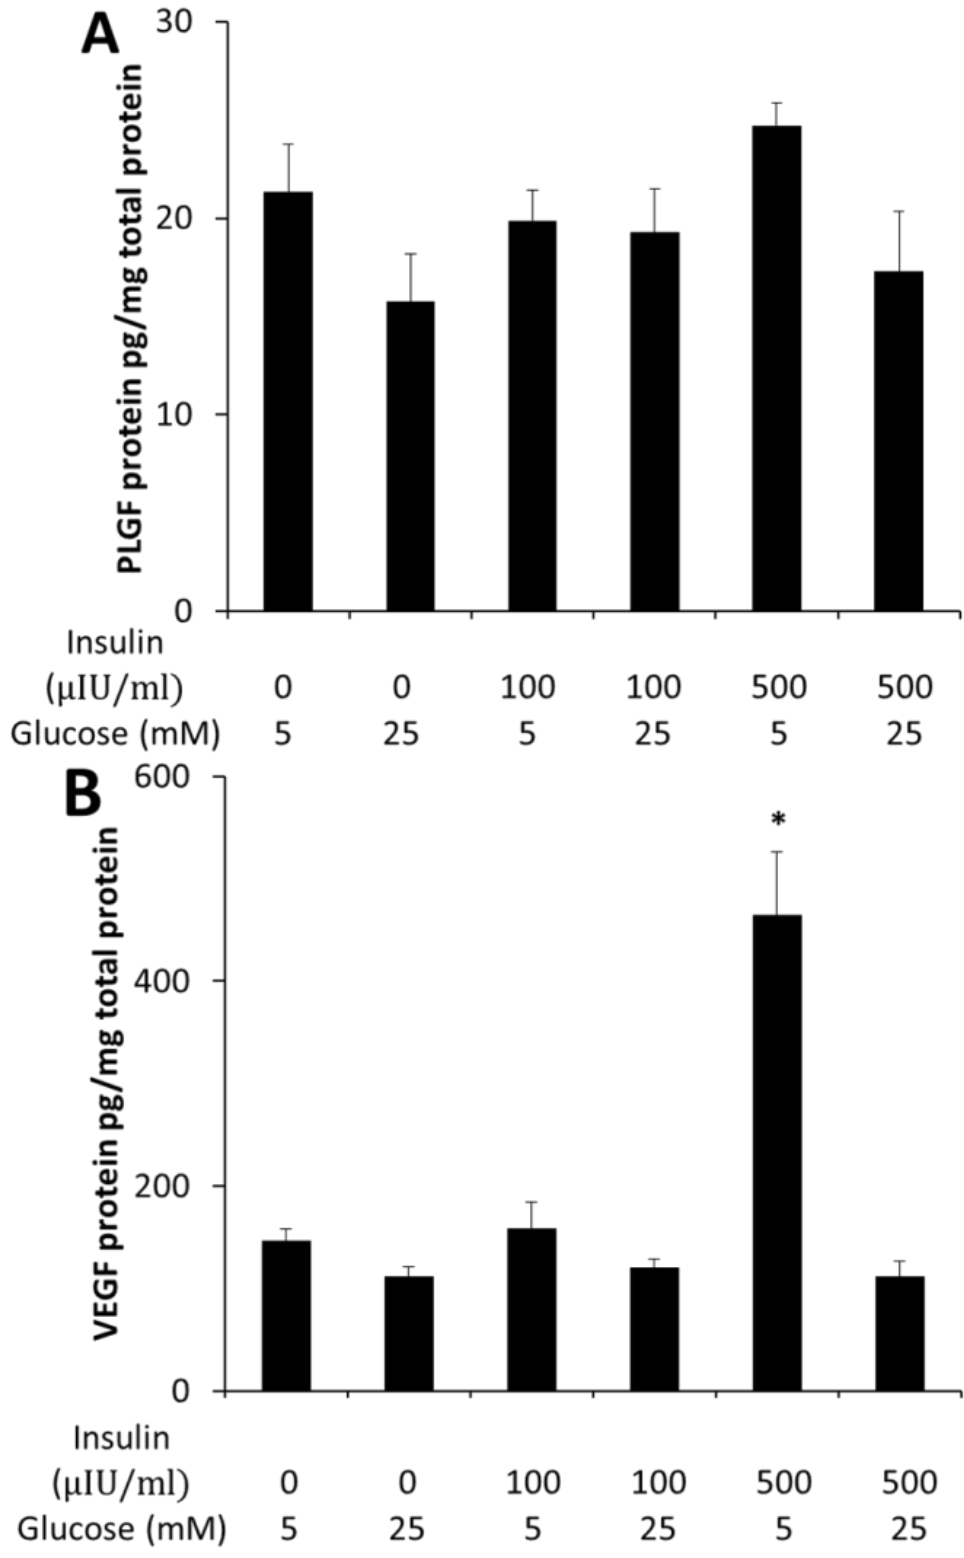 A
PLGF protein pg/mg total protein
30
20
10
0
Insulin
(µIU/ml) 0 0 100 100 500 500
Glucose (mM) 5 25 5 25 5 25
B
VEGF protein pg/mg total protein
600
400
200
0
*
Insulin
(µIU/ml) 0 0 100 100 500 500
Glucose (mM) 5 25 5 25 5 25